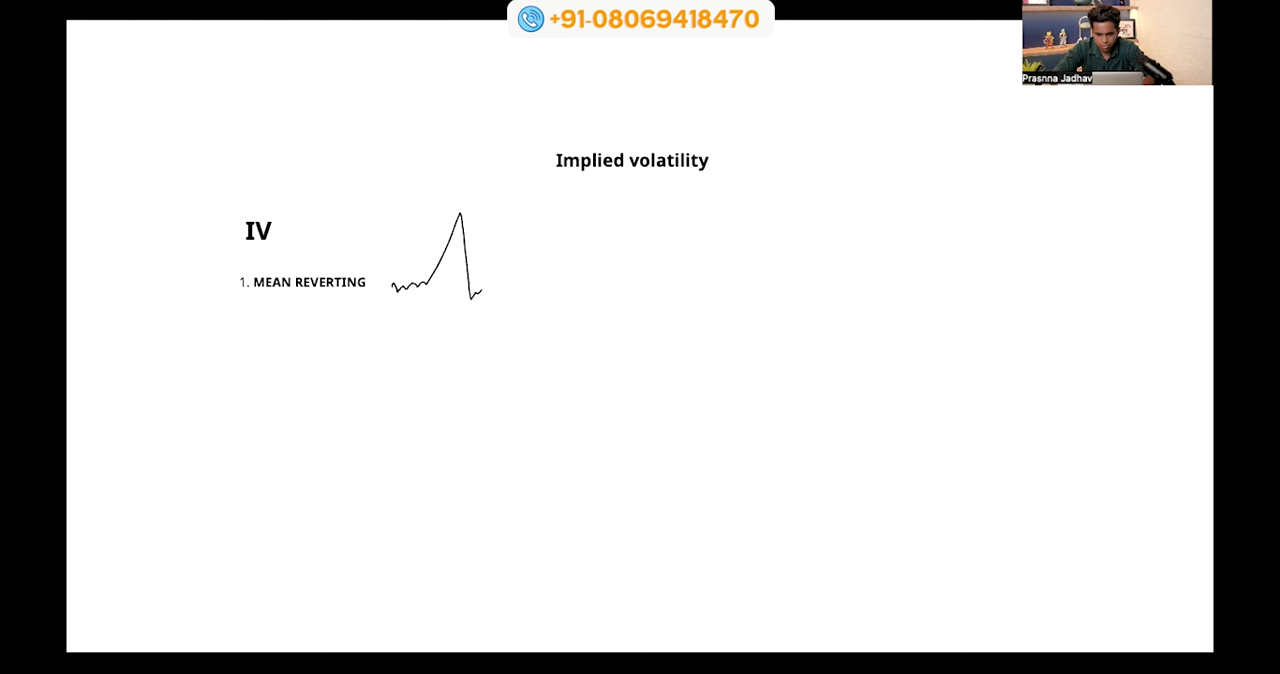 +91-08069418470
Prasnna Jadhav
Implied volatility
IV
1. MEAN REVERTING